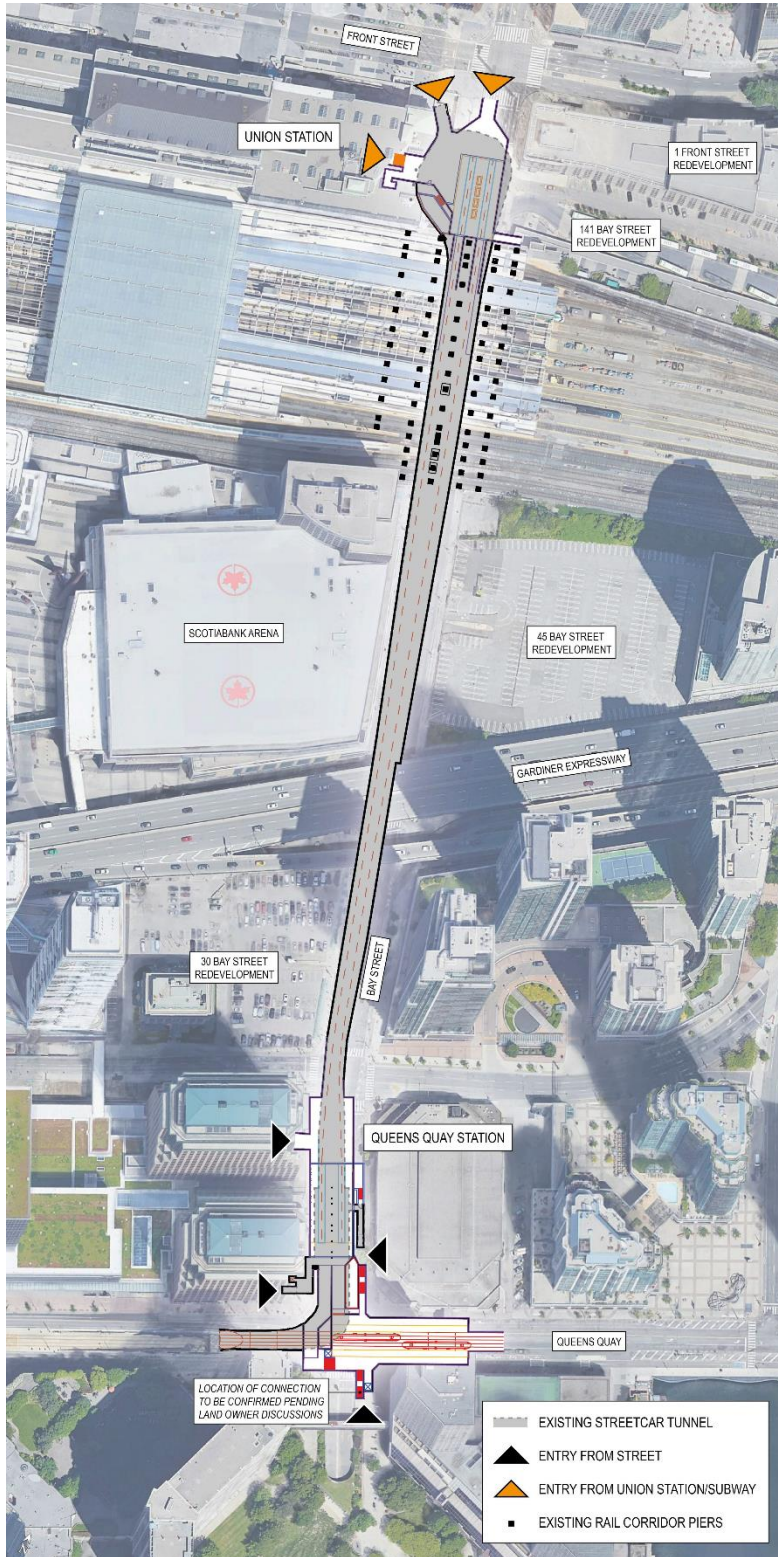 FRONT STREET
UNION STATION
1 FRONT STREET
REDEVELOPMENT
141 BAY STREET
REDEVELOPMENT
SCOTIABANK ARENA
45 BAY STREET
REDEVELOPMENT
GARDINER EXPRESSWAY
30 BAY STREET
REDEVELOPMENT
BAY STREET
QUEENS QUAY STATION
QUEENS QUAY
LOCATION OF CONNECTION
TO BE CONFIRMED PENDING
LAND OWNER DISCUSSIONS
EXISTING STREETCAR TUNNEL
ENTRY FROM STREET
ENTRY FROM UNION STATION/SUBWAY
EXISTING RAIL CORRIDOR PIERS